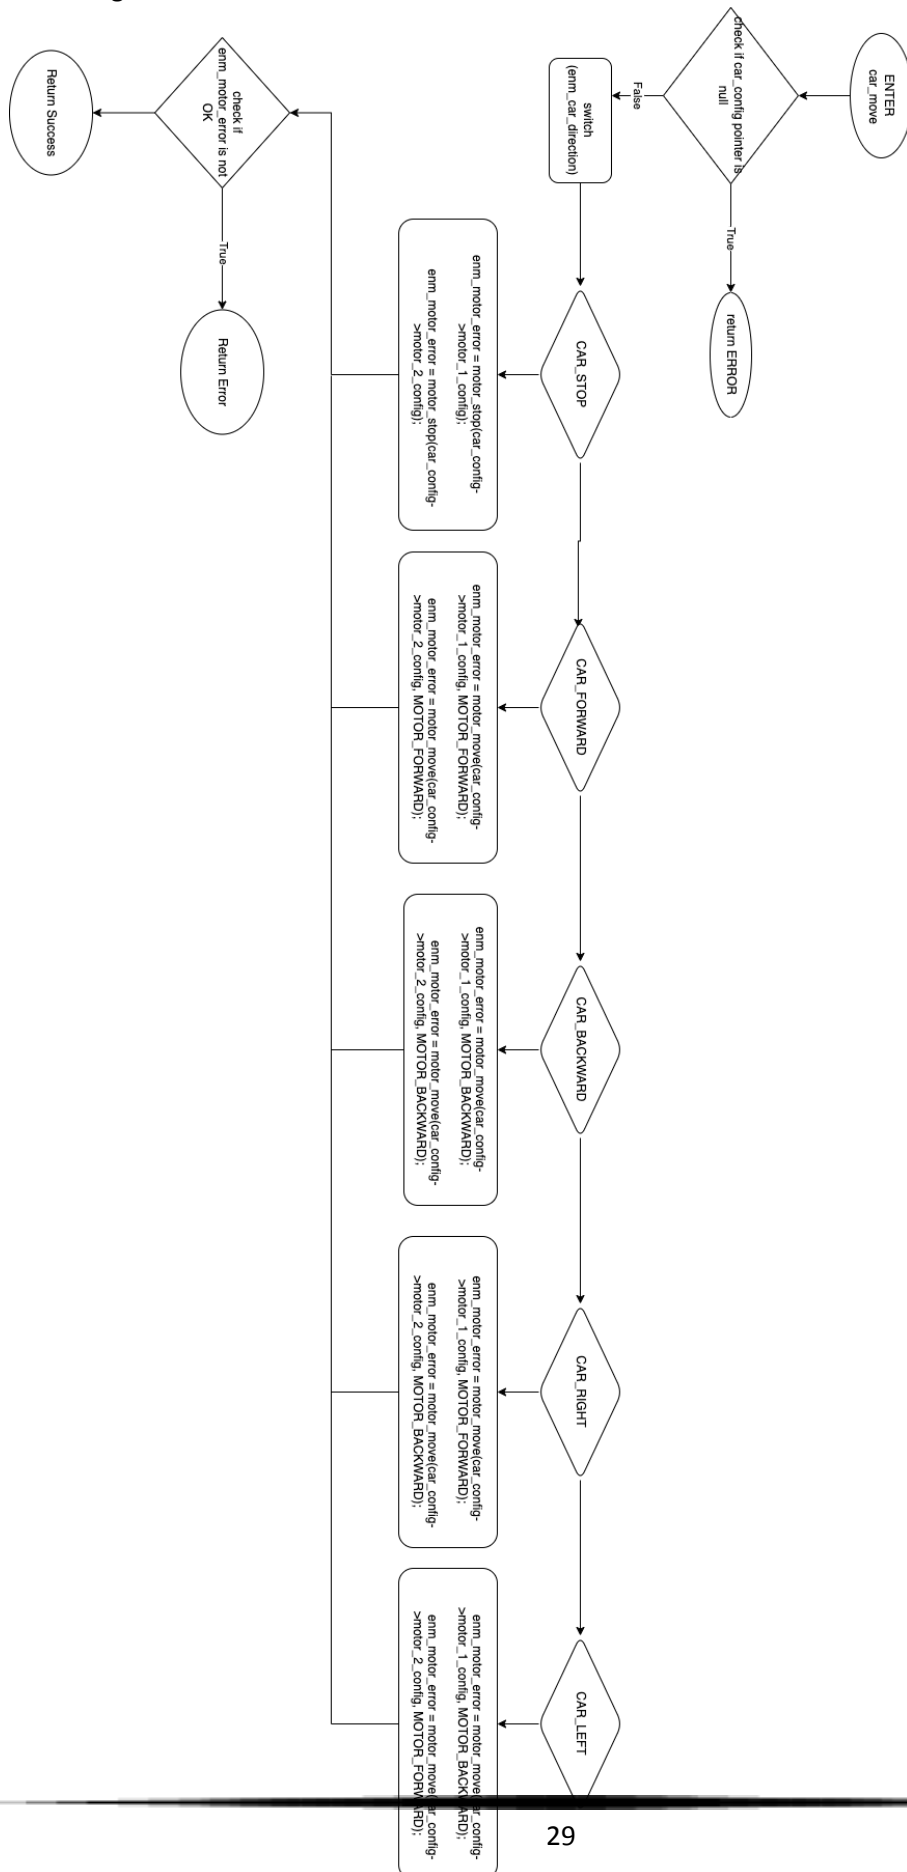 ENTER
car_move
check if car_config pointer is
null
True
return ERROR
False
switch
(enm_car_direction)
CAR_STOP
CAR_FORWARD
CAR_BACKWARD
CAR_RIGHT
CAR_LEFT
enm_motor_error = motor_stop(car_config-
>motor_1_config);
enm_motor_error = motor_stop(car_config-
>motor_2_config);
enm_motor_error = motor_move(car_config-
>motor_1_config, MOTOR_FORWARD);
enm_motor_error = motor_move(car_config-
>motor_2_config, MOTOR_FORWARD);
enm_motor_error = motor_move(car_config-
>motor_1_config, MOTOR_BACKWARD);
enm_motor_error = motor_move(car_config-
>motor_2_config, MOTOR_BACKWARD);
enm_motor_error = motor_move(car_config-
>motor_1_config, MOTOR_FORWARD);
enm_motor_error = motor_move(car_config-
>motor_2_config, MOTOR_BACKWARD);
enm_motor_error = motor_move(car_config-
>motor_1_config, MOTOR_BACKWARD);
enm_motor_error = motor_move(car_config-
>motor_2_config, MOTOR_FORWARD);
check if
enm_motor_error is not
OK
True
Return Error
Return Success
29